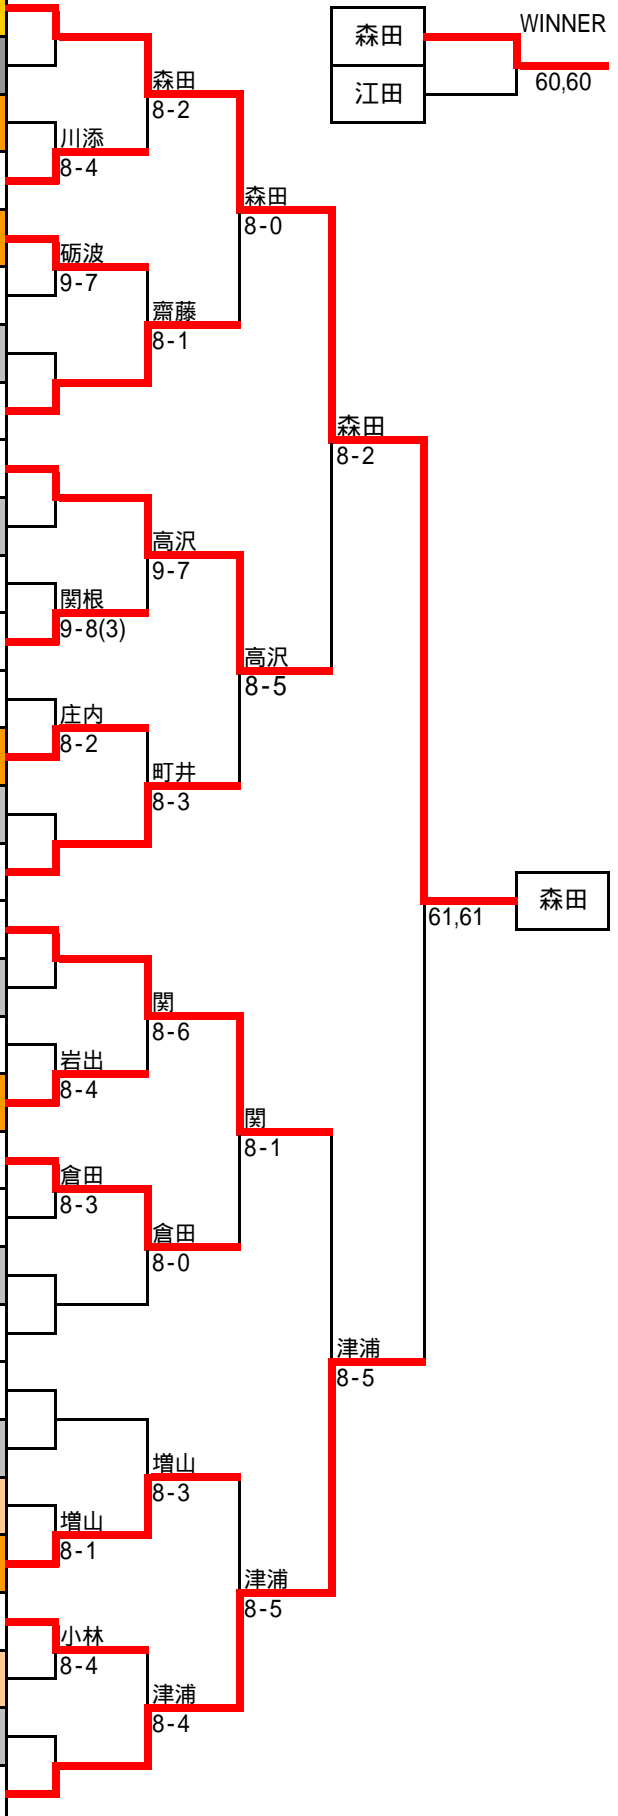 森田
WINNER
江田
60,60
森田
8-2
川添
8-4
森田
8-0
砺波
9-7
齋藤
8-1
森田
8-2
高沢
9-7
関根
9-8(3)
高沢
8-5
庄内
8-2
町井
8-3
森田
61,61
関
8-6
岩出
8-4
関
8-1
倉田
8-3
倉田
8-0
津浦
8-5
増山
8-3
増山
8-1
津浦
8-5
小林
8-4
津浦
8-4